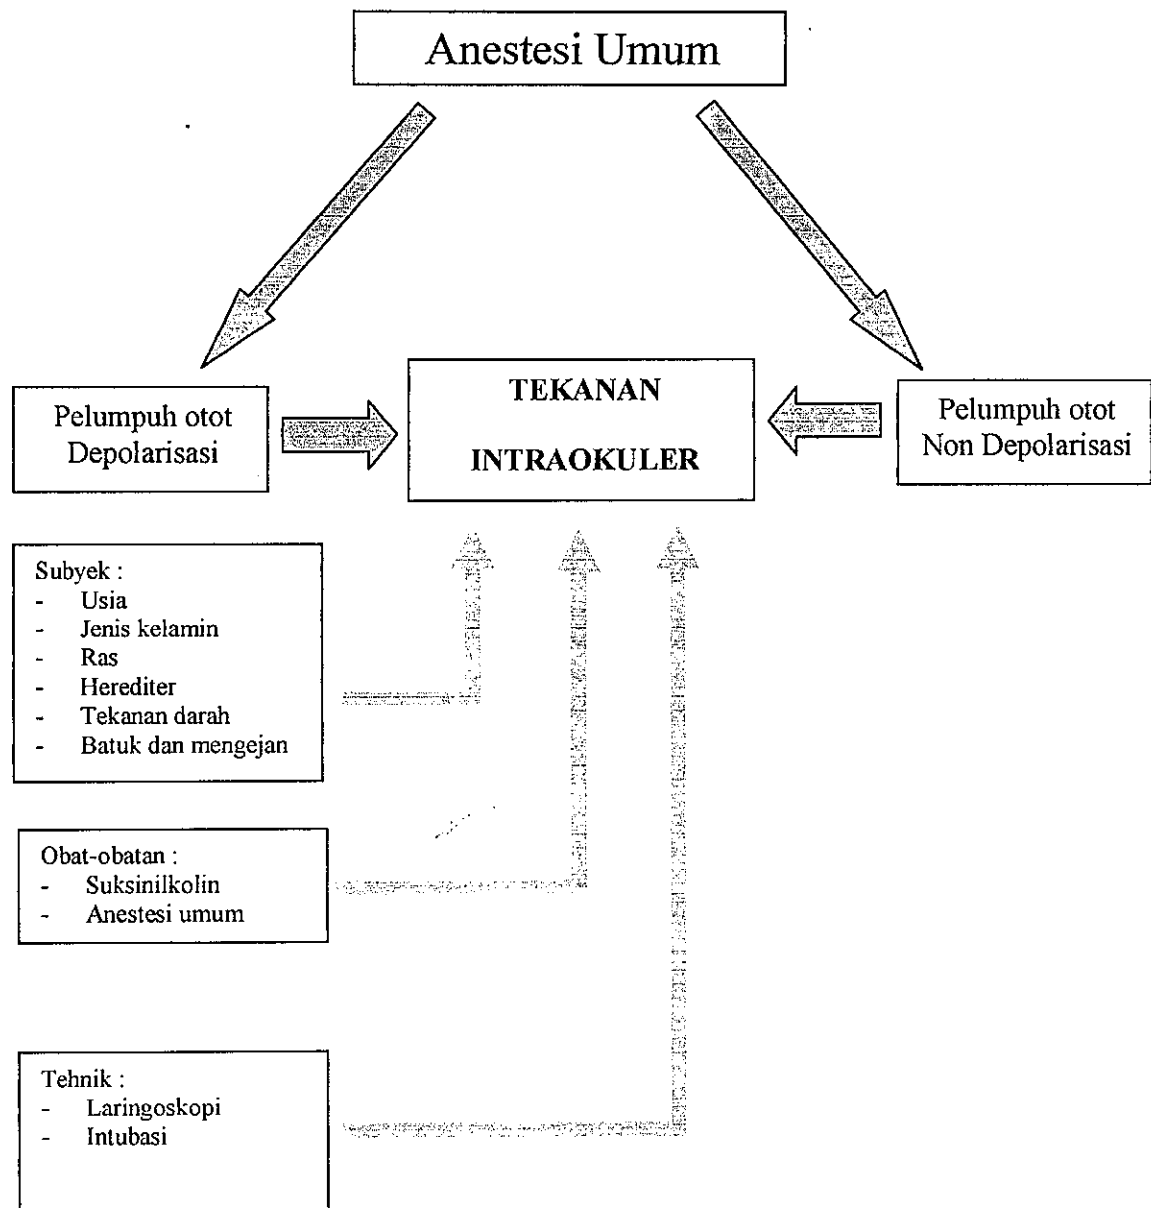 Anestesi Umum
Pelumpuh otot
Depolarisasi
TEKANAN
INTRAOKULER
Pelumpuh otot
Non Depolarisasi
Subyek :
- Usia
- Jenis kelamin
- Ras
- Herediter
- Tekanan darah
- Batuk dan mengejan
Obat-obatan :
- Suksinilkolin
- Anestesi umum
Tehnik :
- Laringoskopi
- Intubasi